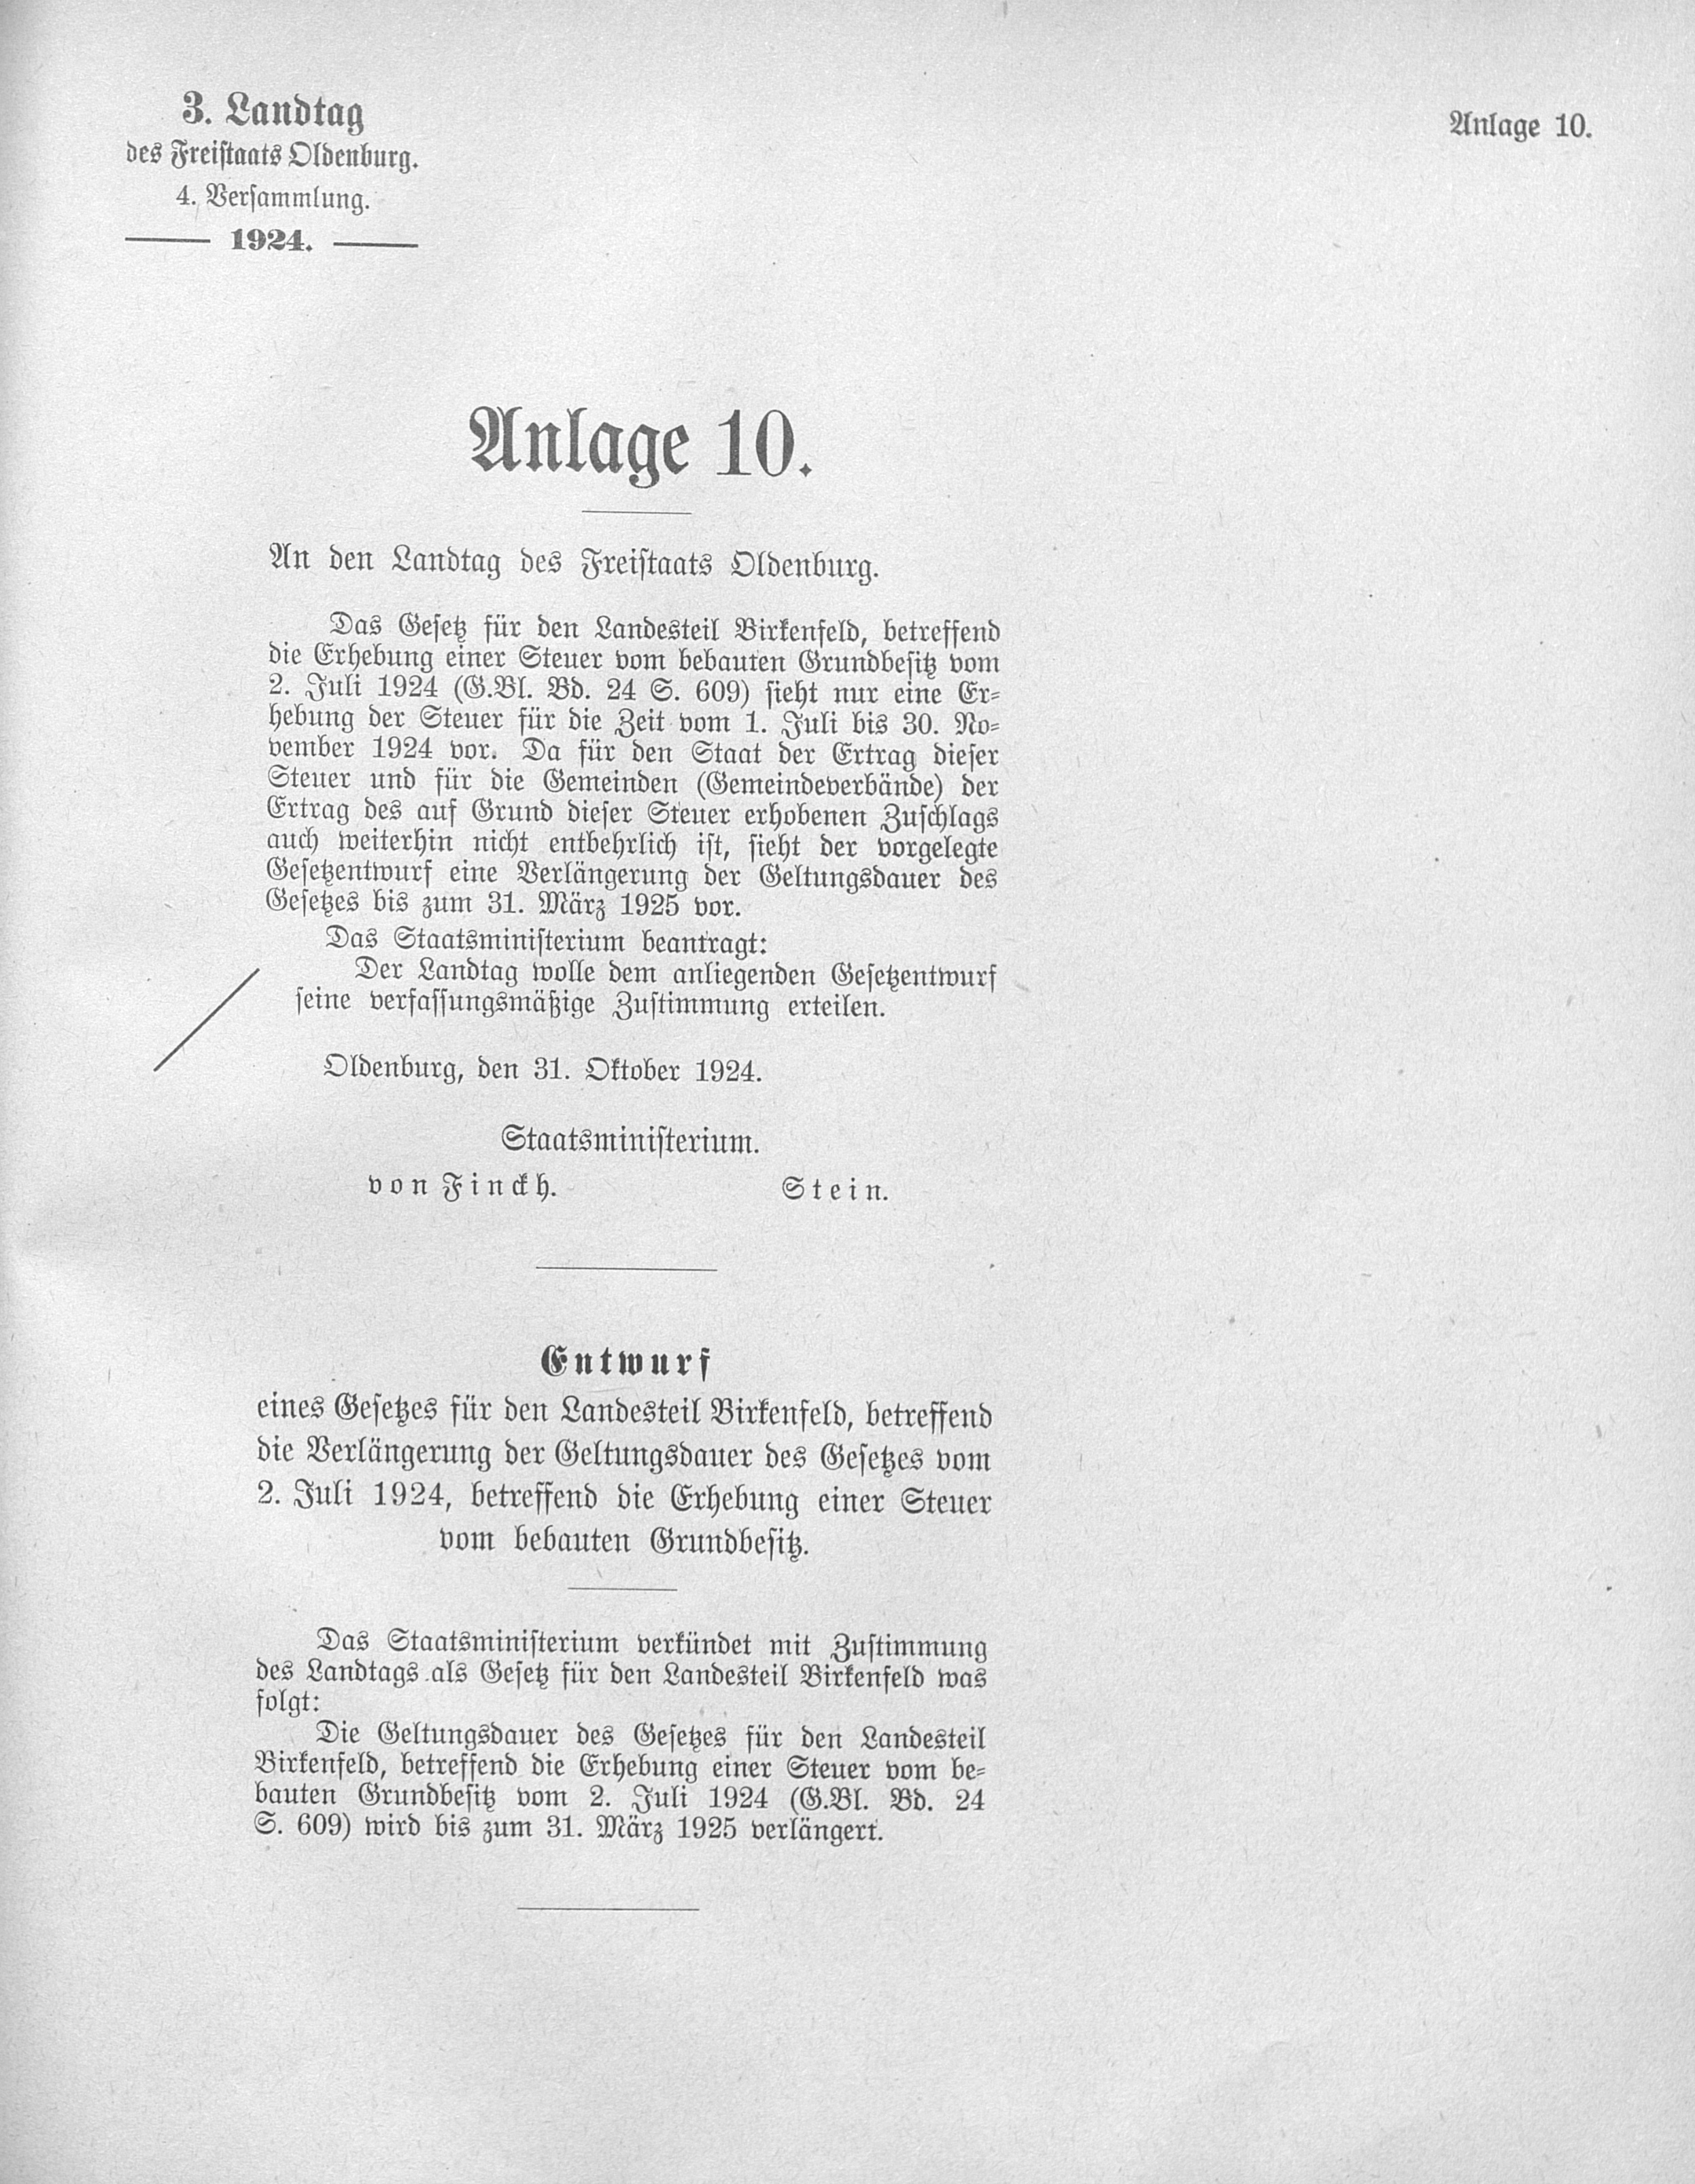 3. Landtag
des Freistaats Oldenburg.
4. Versammlung.
1924.
Anlage 10.
Anlage 10.
An den Landtag des Freistaats Oldenburg.
Das Gesetz für den Landesteil Birkenfeld, betreffend
die Erhebung einer Steuer vom bebauten Grundbesitz vom
2. Juli 1924 (G.Bl. Bd. 24 S. 609) sieht nur eine Er-
hebung der Steuer für die Zeit vom 1. Juli bis 30. No-
vember 1924 vor. Da für den Staat der Ertrag dieser
Steuer und für die Gemeinden (Gemeindeverbände) der
Ertrag des auf Grund dieser Steuer erhobenen Zuschlags
auch weiterhin nicht entbehrlich ist, sieht der vorgelegte
Gesetzentwurf eine Verlängerung der Geltungsdauer des
Gesetzes bis zum 31. März 1925 vor.
Das Staatsministerium beantragt:
Der Landtag wolle dem anliegenden Gesetzentwurf
seine verfassungsmäßige Zustimmung erteilen.
Oldenburg, den 31. Oktober 1924.
Staatsministerium.
von Finckh. Stein.
Entwurf
eines Gesetzes für den Landesteil Birkenfeld, betreffend
die Verlängerung der Geltungsdauer des Gesetzes vom
2. Juli 1924, betreffend die Erhebung einer Steuer
vom bebauten Grundbesitz.
Das Staatsministerium verkündet mit Zustimmung
des Landtags als Gesetz für den Landesteil Birkenfeld was
folgt:
Die Geltungsdauer des Gesetzes für den Landesteil
Birkenfeld, betreffend die Erhebung einer Steuer vom be-
bauten Grundbesitz vom 2. Juli 1924 (G.Bl. Bd. 24
S. 609) wird bis zum 31. März 1925 verlängert.